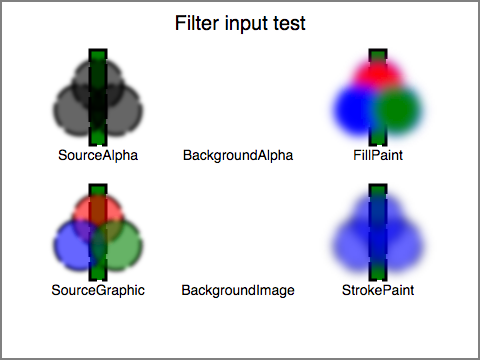 Filter input test
SourceAlpha BackgroundAlpha FillPaint
SourceGraphic BackgroundImage StrokePaint